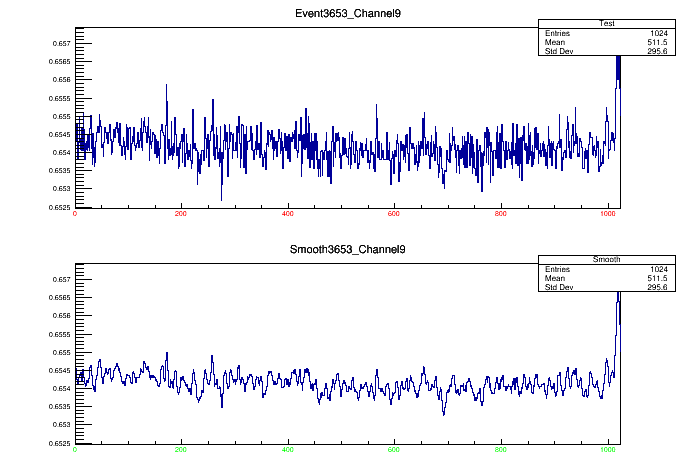 Event3653_Channel9
Test
Entries 1024
Mean 511.5
Std Dev 295.6
0.657
0.6565
0.656
0.6555
0.655
0.6545
0.654
0.6535
0.653
0.6525
0 200 400 600 800 1000
Smooth3653_Channel9
Smooth
Entries 1024
Mean 511.5
Std Dev 295.6
0.657
0.6565
0.656
0.6555
0.655
0.6545
0.654
0.6535
0.653
0.6525
0 200 400 600 800 1000